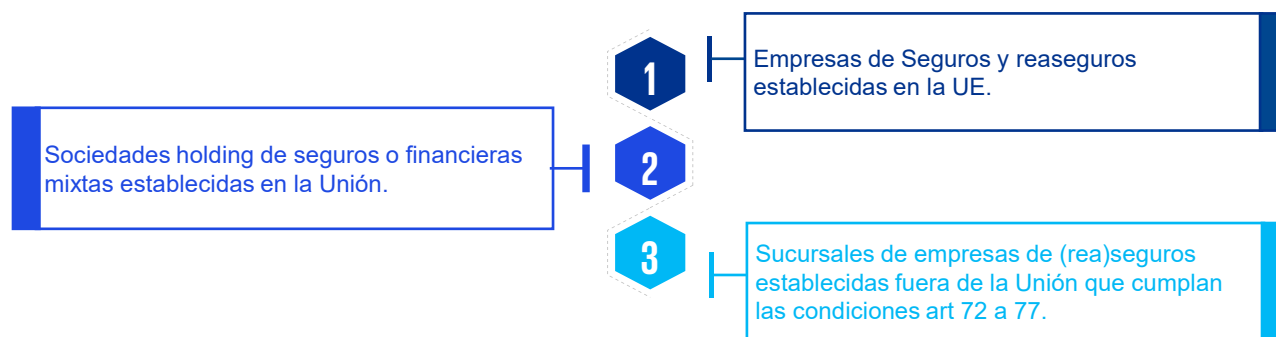 1
Empresas de Seguros y reaseguros
establecidas en la UE.
Sociedades holding de seguros o financieras
mixtas establecidas en la Unión.
2
3
Sucursales de empresas de (rea)seguros
establecidas fuera de la Unión que cumplan
las condiciones art 72 a 77.